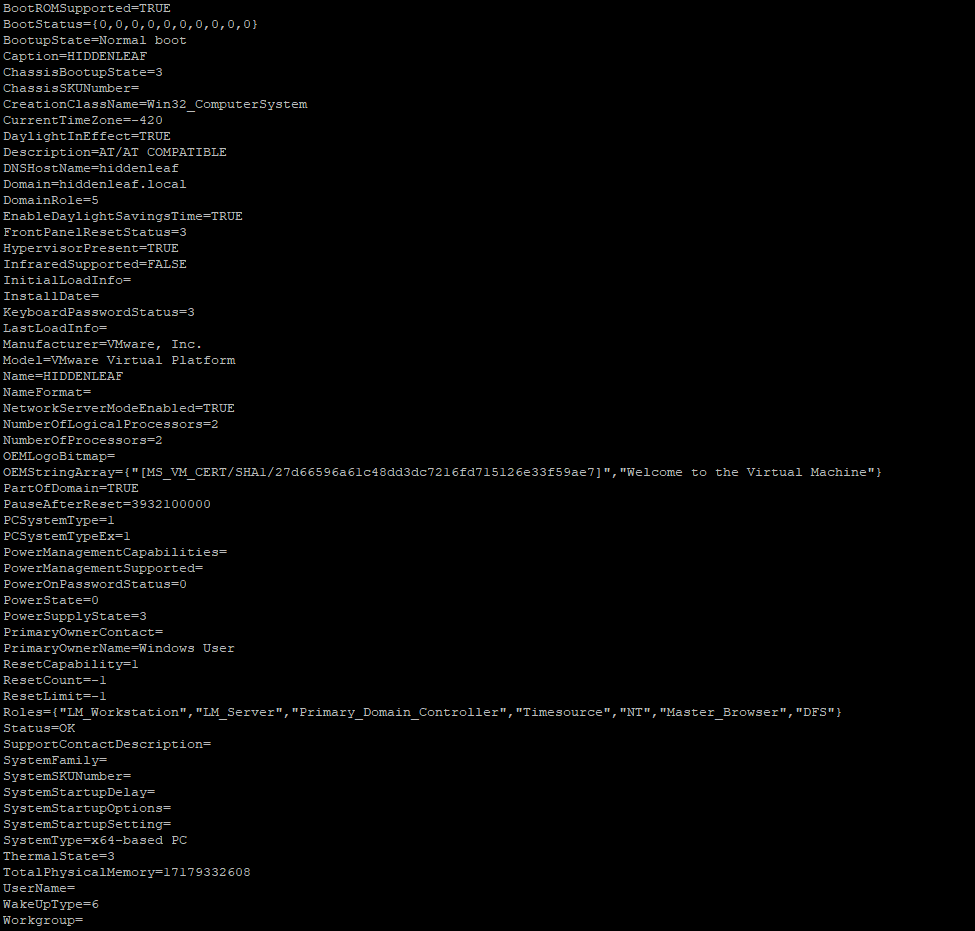 BootROMSupported=TRUE
BootStatus={0,0,0,0,0,0,0,0,0,0}
BootupState=Normal boot
Caption=HIDDENLEAF
ChassisBootupState=3
ChassisSKUNumber=
CreationClassName=Win32_ComputerSystem
CurrentTimeZone=-420
DaylightInEffect=TRUE
Description=AT/AT COMPATIBLE
DNSHostName=hiddenleaf
Domain=hiddenleaf.local
DomainRole=5
EnableDaylightSavingsTime=TRUE
FrontPanelResetStatus=3
HypervisorPresent=TRUE
InfraredSupported=FALSE
InitialLoadInfo=
InstallDate=
KeyboardPasswordStatus=3
LastLoadInfo=
Manufacturer=VMware, Inc.
Model=VMware Virtual Platform
Name=HIDDENLEAF
NameFormat=
NetworkServerModeEnabled=TRUE
NumberOfLogicalProcessors=2
NumberOfProcessors=2
OEMLogoBitmap=
OEMStringArray={"[MS_VM_CERT/SHA1/27d66596a61c48dd3dc7216fd715126e33f59ae7]","Welcome to the Virtual Machine"}
PartOfDomain=TRUE
PauseAfterReset=3932100000
PCSystemType=1
PCSystemTypeEx=1
PowerManagementCapabilities=
PowerManagementSupported=
PowerOnPasswordStatus=0
PowerState=0
PowerSupplyState=3
PrimaryOwnerContact=
PrimaryOwnerName=Windows User
ResetCapability=1
ResetCount=-1
ResetLimit=-1
Roles={"LM_Workstation","LM_Server","Primary_Domain_Controller","Timesource","NT","Master_Browser","DFS"}
Status=OK
SupportContactDescription=
SystemFamily=
SystemSKUNumber=
SystemStartupDelay=
SystemStartupOptions=
SystemStartupSetting=
SystemType=x64-based PC
ThermalState=3
TotalPhysicalMemory=17179332608
UserName=
WakeUpType=6
Workgroup=